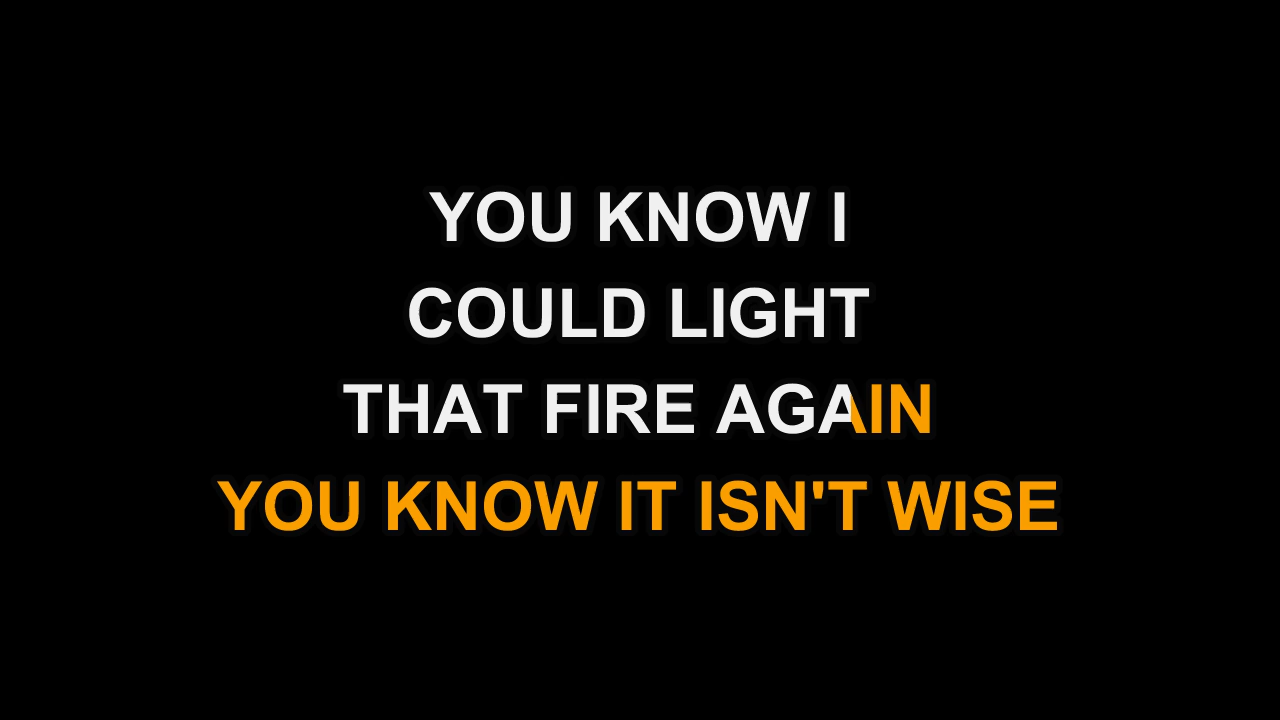 YOU KNOW I
COULD LIGHT
THAT FIRE AGAIN
YOU KNOW IT ISN'T WISE